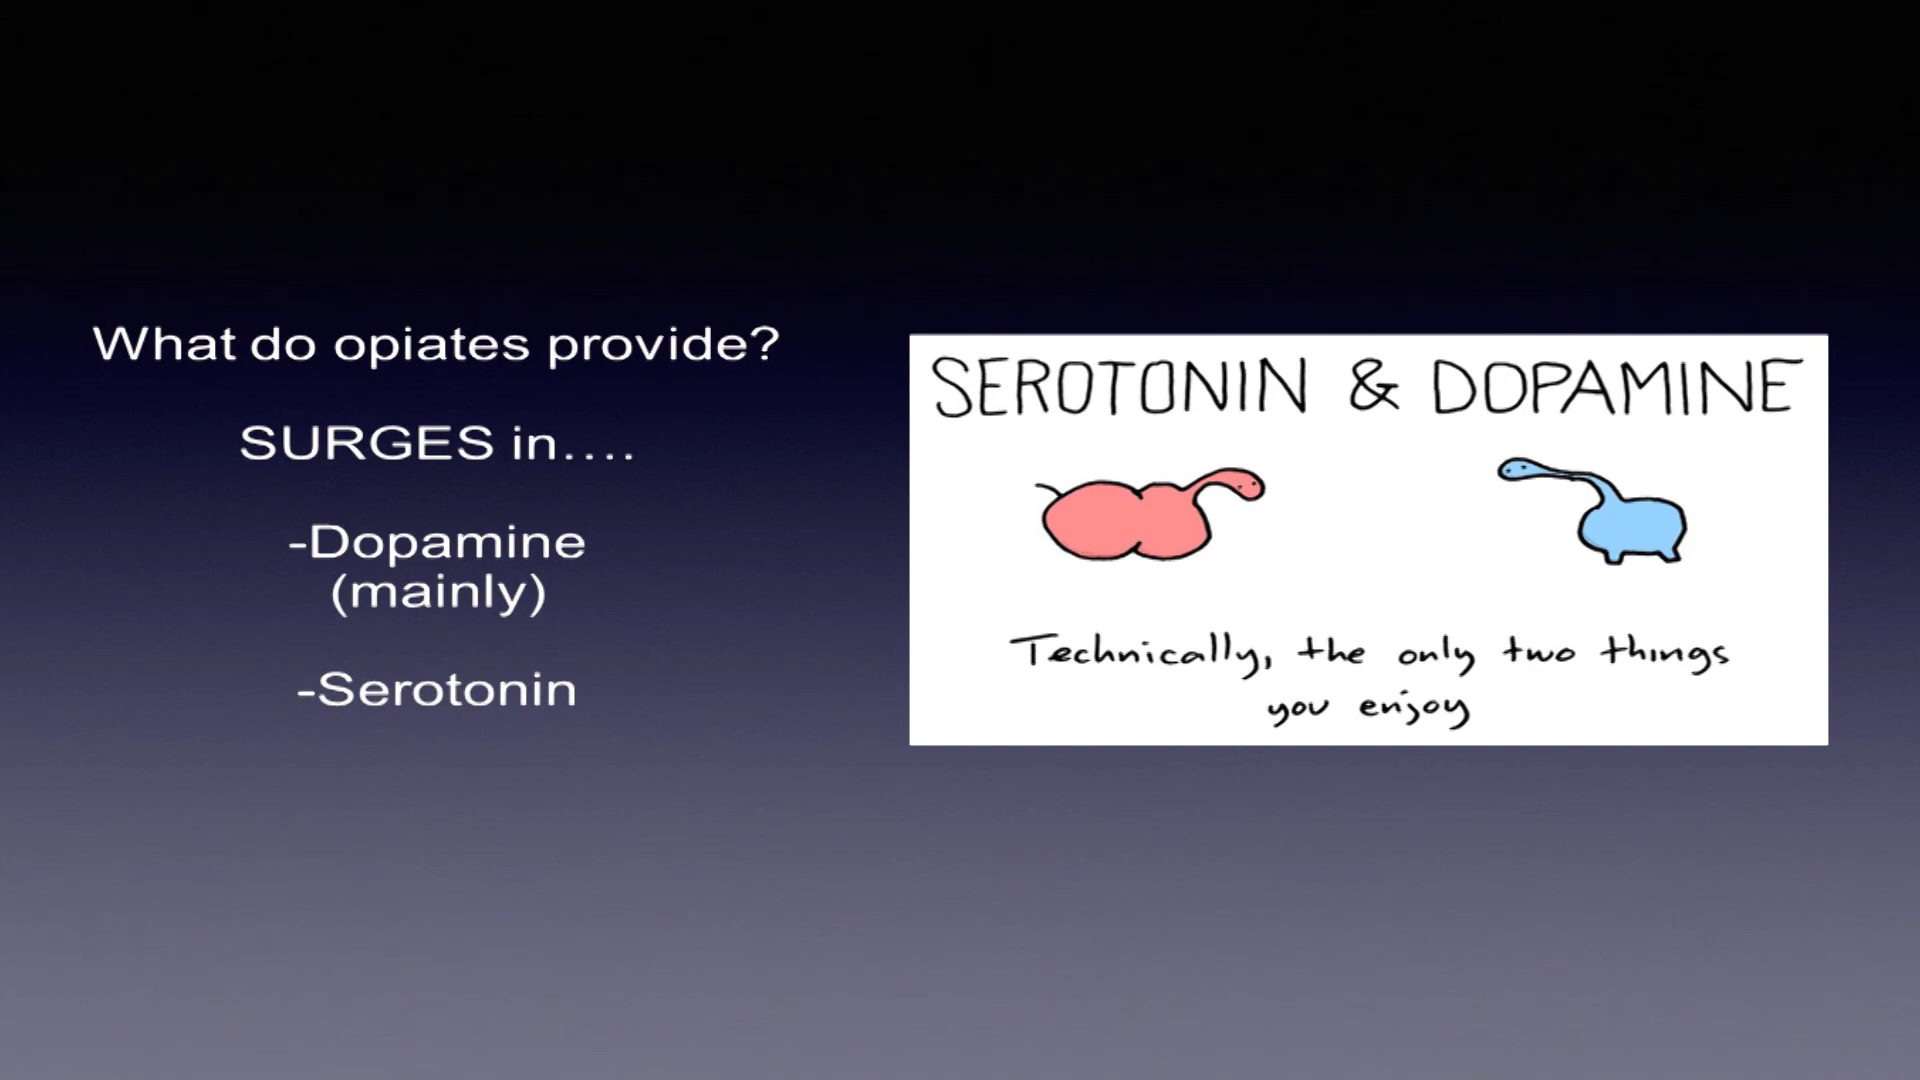 What do opiates provide?
SURGES in....
-Dopamine
(mainly)
-Serotonin
SEROTONIN & DOPAMINE
Technically, the only two things
you enjoy